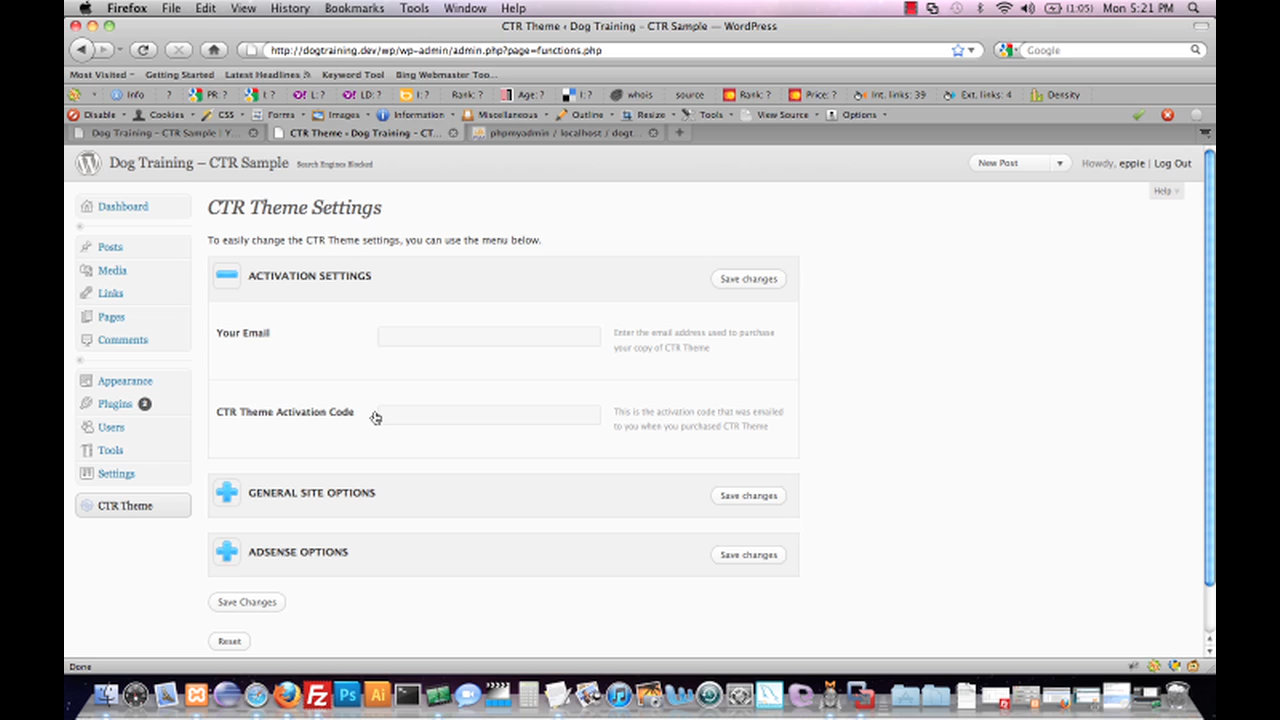 Firefox File Edit View History Bookmarks Tools Window Help (1:05) Mon 5:21 PM
CTR Theme ‹ Dog Training – CTR Sample — WordPress
http://dogtraining.dev/wp/wp-admin/admin.php?page=functions.php Google
Most Visited Getting Started Latest Headlines Keyword Tool Bing Webmaster Too...
Info ? PR: ? I: ? L: ? LD: ? I: ? Rank: ? Age: ? I: ? whois source Rank: ? Price: ? Int. links: 39 Ext. links: 4 Density
Disable Cookies CSS Forms Images Information Miscellaneous Outline Resize Tools View Source Options
Dog Training – CTR Sample | Y... CTR Theme ‹ Dog Training – CT... phpmyadmin / localhost / dogt...
Dog Training – CTR Sample Search Engines Blocked New Post Howdy, eppie | Log Out
Help
Dashboard
Posts
Media
Links
Pages
Comments
Appearance
Plugins 2
Users
Tools
Settings
CTR Theme
CTR Theme Settings
To easily change the CTR Theme settings, you can use the menu below.
ACTIVATION SETTINGS Save changes
Your Email
Enter the email address used to purchase
your copy of CTR Theme
CTR Theme Activation Code
This is the activation code that was emailed
to you when you purchased CTR Theme
GENERAL SITE OPTIONS Save changes
ADSENSE OPTIONS Save changes
Save Changes
Reset
Done